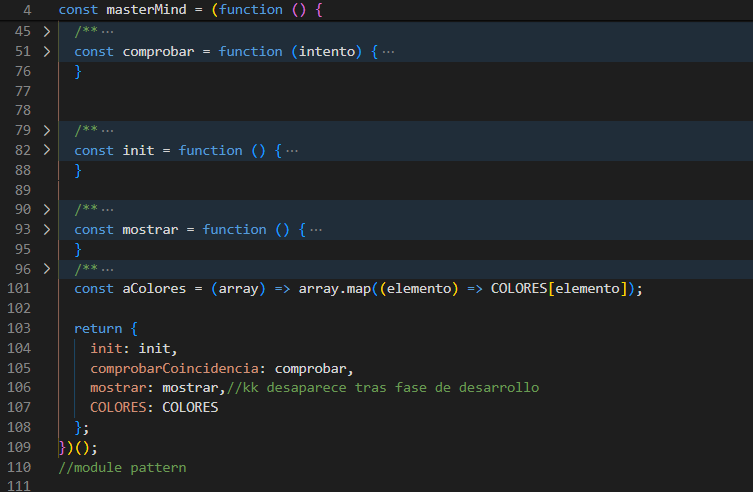 4 const masterMind = (function () {
45 > /**···
51 > const comprobar = function (intento) {···
76 }
77
78
79 > /**···
82 > const init = function () {···
88 }
89
90 > /**···
93 > const mostrar = function () {···
95 }
96 > /**···
101 const aColores = (array) => array.map((elemento) => COLORES[elemento]);
102
103 return {
104 init: init,
105 comprobarCoincidencia: comprobar,
106 mostrar: mostrar,//kk desaparece tras fase de desarrollo
107 COLORES: COLORES
108 };
109 })();
110 //module pattern
111